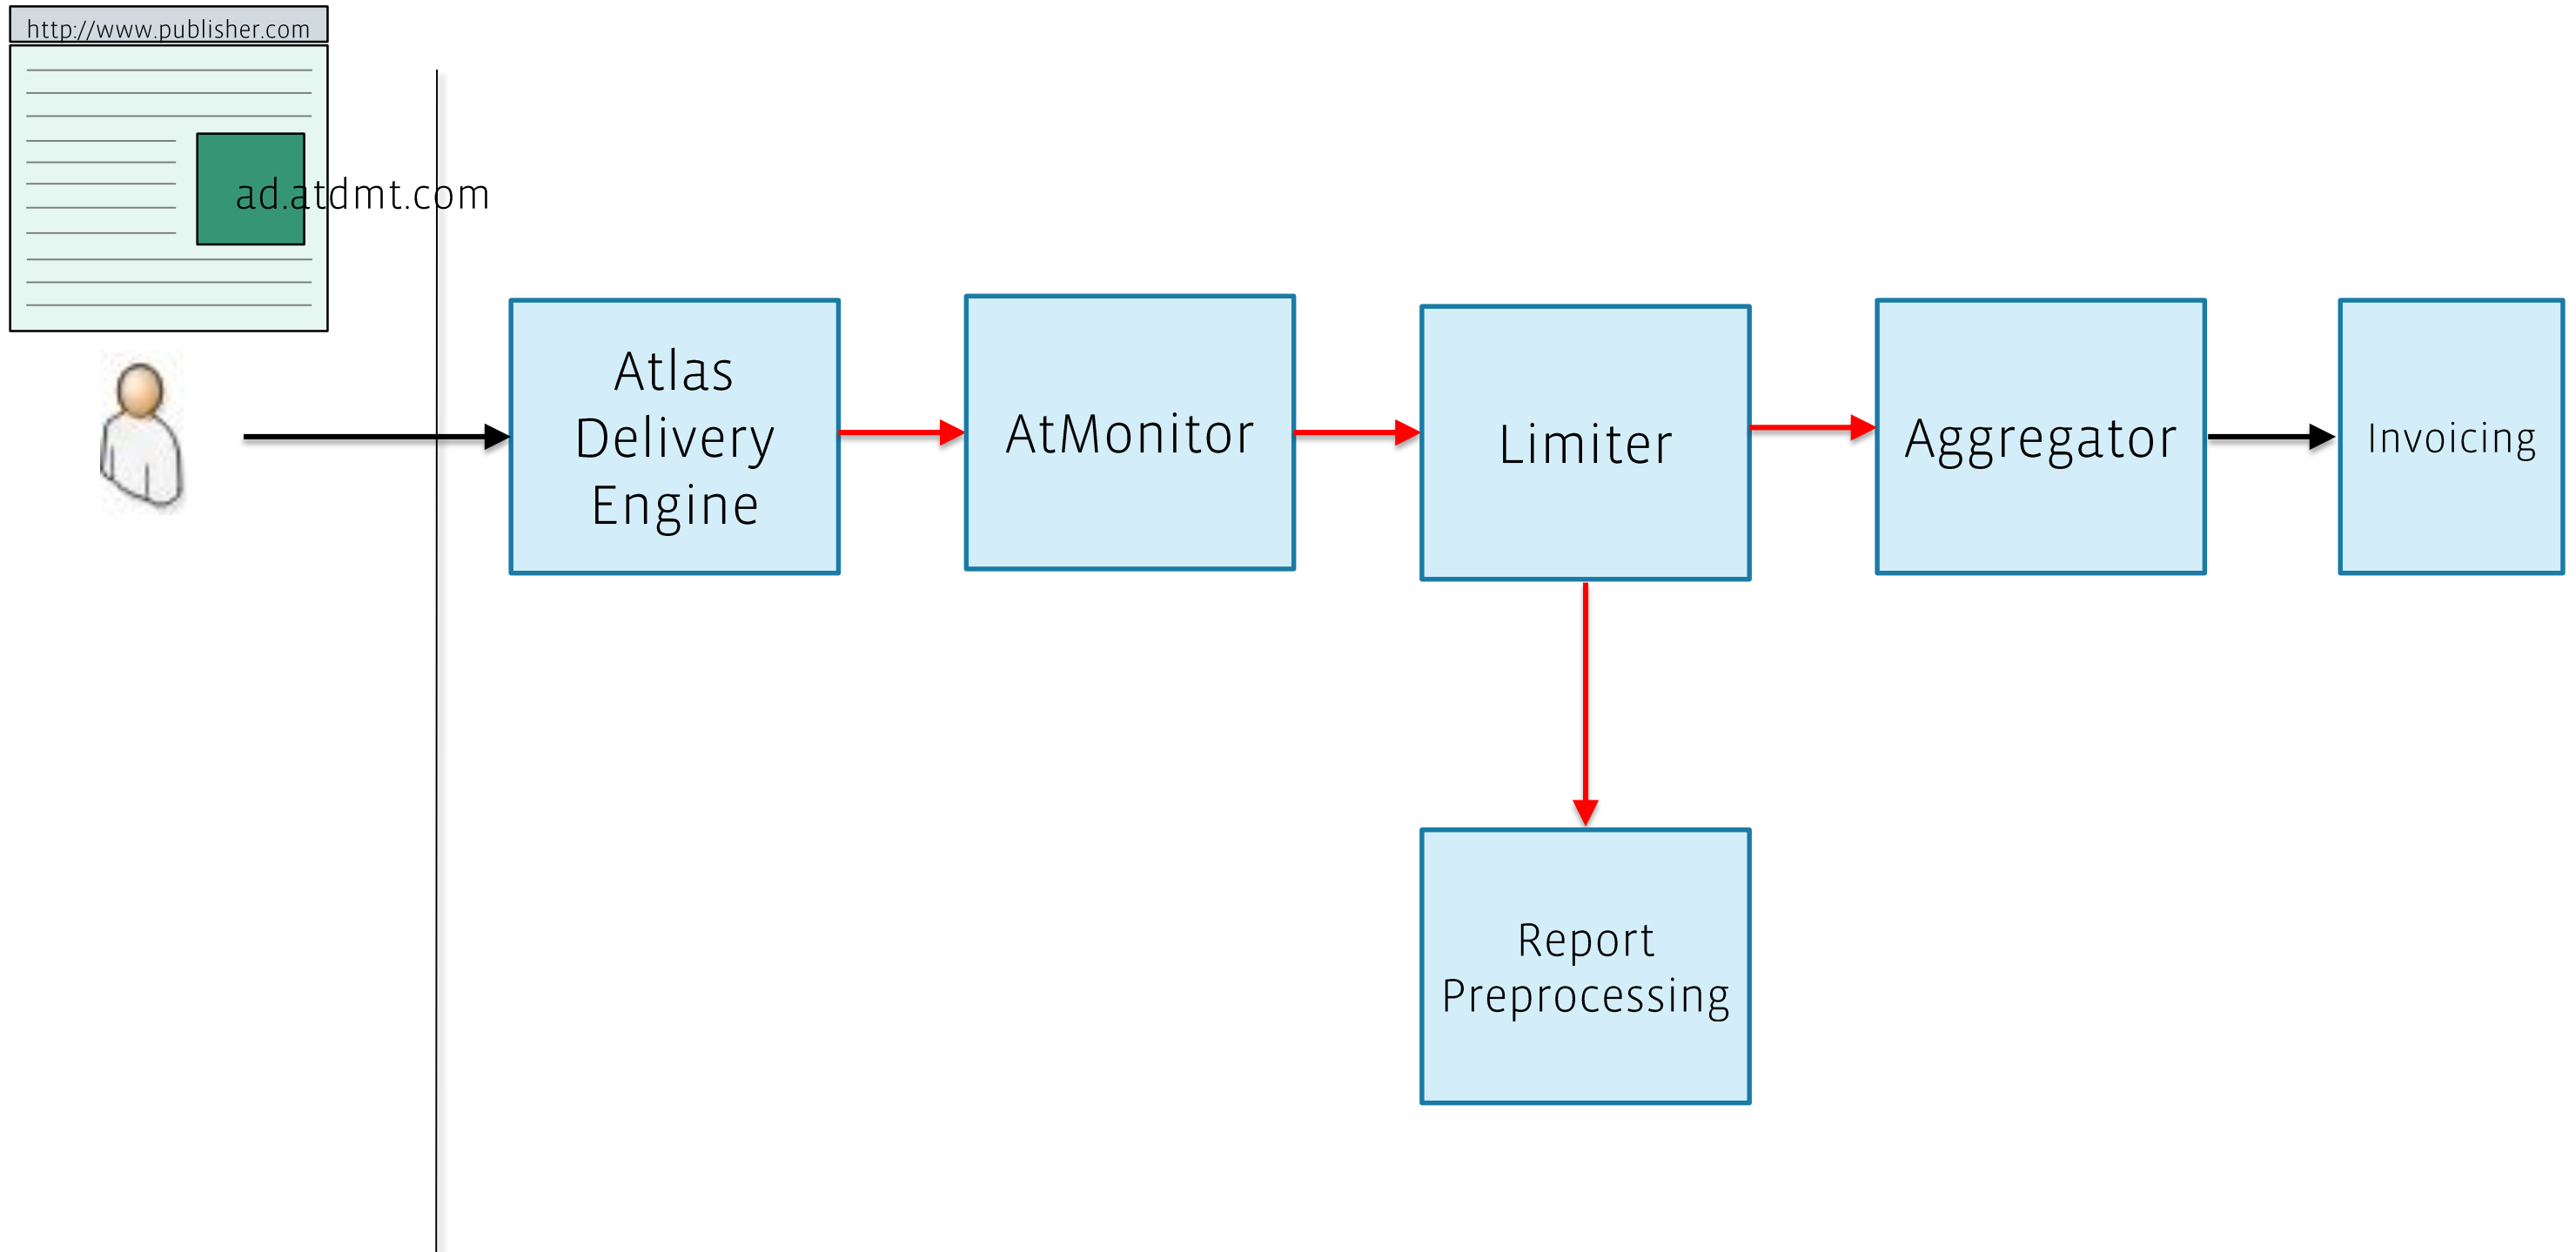 http://www.publisher.com
ad.atdmt.com
Atlas
Delivery
Engine
AtMonitor
Limiter
Aggregator
Invoicing
Report
Preprocessing